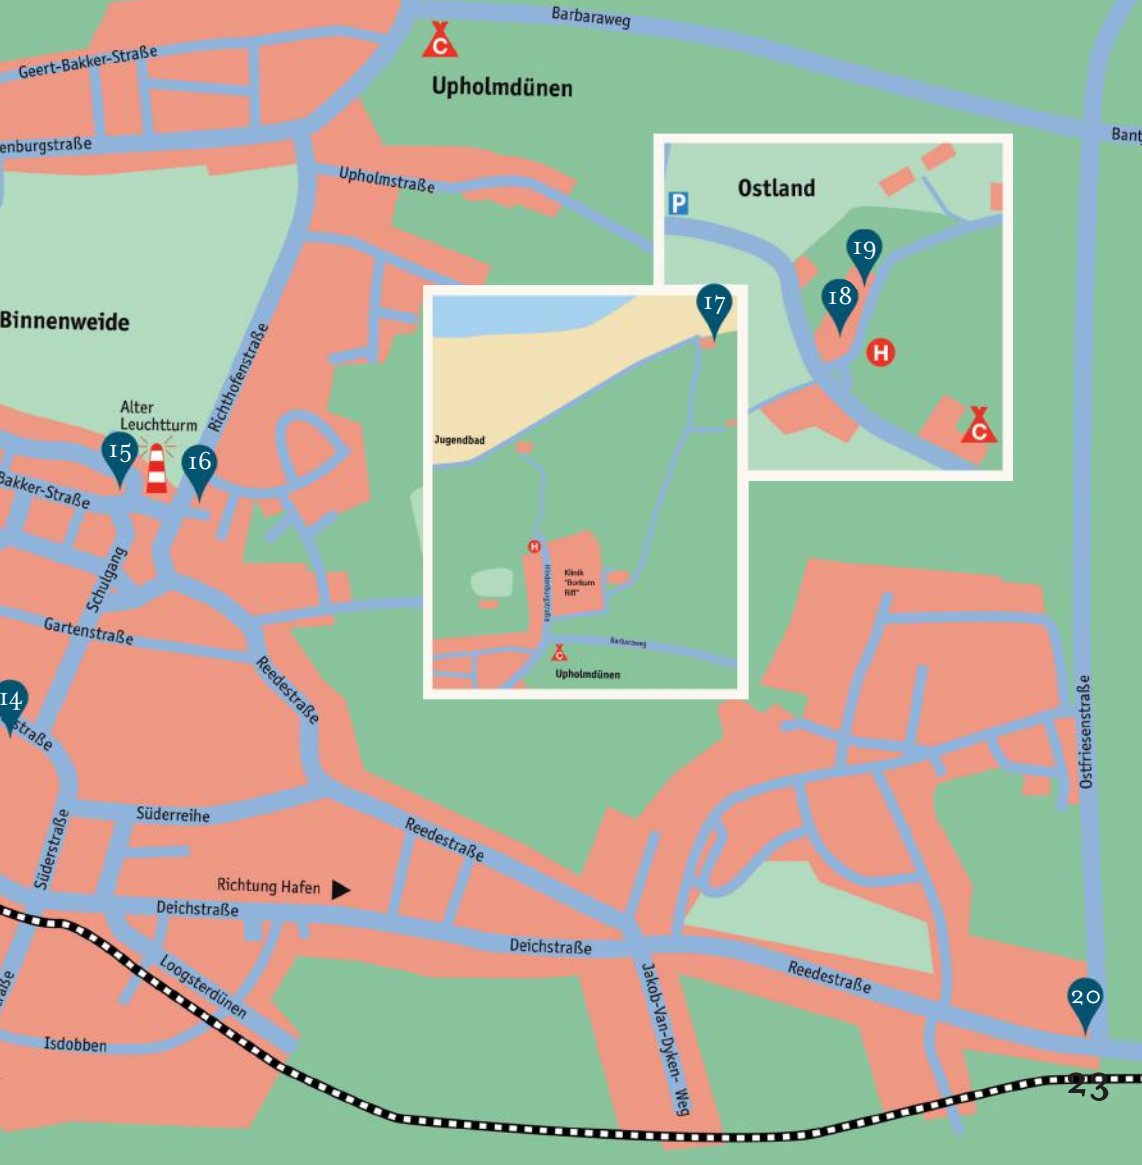 Barbaraweg
C
Upholmdünen
Geert-Bakker-Straße
enburgstraße
Bant
Upholmstraße
Ostland
P
19
18
H
C
17
Jugendbad
H
Klinik
"Borkum
Riff"
Hindenburgstraße
Barbaraweg
C
Upholmdünen
Binnenweide
Richthofenstraße
Alter
Leuchtturm
15
16
Bakker-Straße
Schulgang
Gartenstraße
Reedestraße
14
straße
Ostfriesenstraße
Süderreihe
Süderstraße
Reedestraße
Richtung Hafen
Deichstraße
Deichstraße
Loogsterdünen
Reedestraße
Jakob-Van-Dyken- Weg
aße
Isdobben
20
23